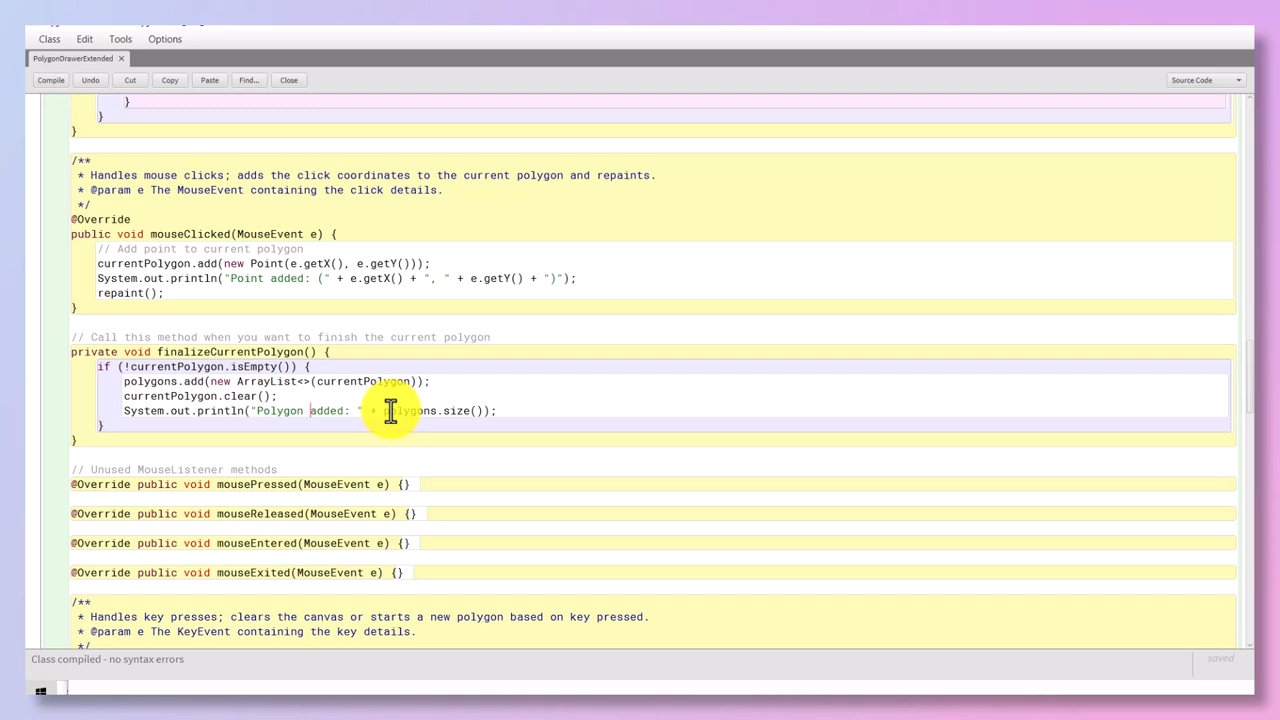 Class Edit Tools Options
PolygonDrawerExtended ×
Compile Undo Cut Copy Paste Find... Close Source Code
}
}
}
/**
* Handles mouse clicks; adds the click coordinates to the current polygon and repaints.
* @param e The MouseEvent containing the click details.
*/
@Override
public void mouseClicked(MouseEvent e) {
// Add point to current polygon
currentPolygon.add(new Point(e.getX(), e.getY()));
System.out.println("Point added: (" + e.getX() + ", " + e.getY() + ")");
repaint();
}
// Call this method when you want to finish the current polygon
private void finalizeCurrentPolygon() {
if (!currentPolygon.isEmpty()) {
polygons.add(new ArrayList<>(currentPolygon));
currentPolygon.clear();
System.out.println("Polygon added: " + polygons.size());
}
}
// Unused MouseListener methods
@Override public void mousePressed(MouseEvent e) {}
@Override public void mouseReleased(MouseEvent e) {}
@Override public void mouseEntered(MouseEvent e) {}
@Override public void mouseExited(MouseEvent e) {}
/**
* Handles key presses; clears the canvas or starts a new polygon based on key pressed.
* @param e The KeyEvent containing the key details.
*/
Class compiled - no syntax errors
saved